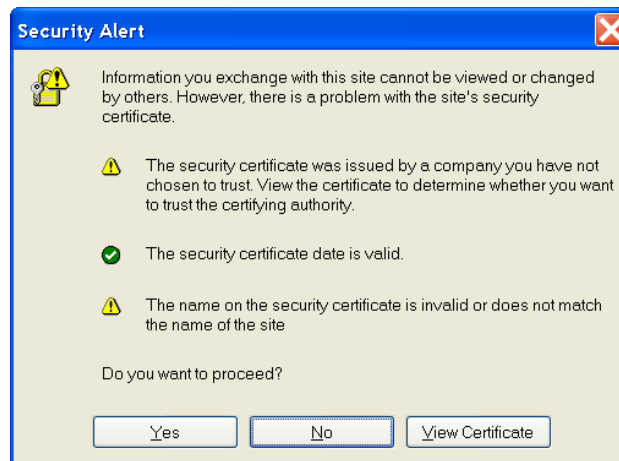 Security Alert
Information you exchange with this site cannot be viewed or changed
by others. However, there is a problem with the site's security
certificate.
The security certificate was issued by a company you have not
chosen to trust. View the certificate to determine whether you want
to trust the certifying authority.
The security certificate date is valid.
The name on the security certificate is invalid or does not match
the name of the site
Do you want to proceed?
Yes No View Certificate